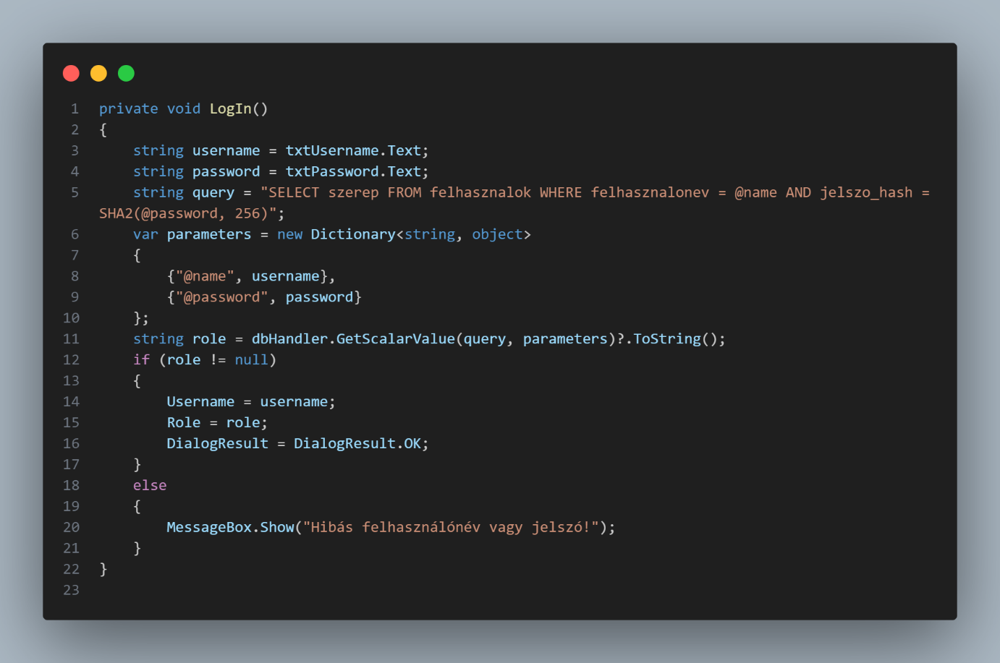 1 private void LogIn()
2 {
3     string username = txtUsername.Text;
4     string password = txtPassword.Text;
5     string query = "SELECT szerep FROM felhasznalok WHERE felhasznalonev = @name AND jelszo_hash =
SHA2(@password, 256)";
6     var parameters = new Dictionary<string, object>
7     {
8         {"@name", username},
9         {"@password", password}
10     };
11     string role = dbHandler.GetScalarValue(query, parameters)?.ToString();
12     if (role != null)
13     {
14         Username = username;
15         Role = role;
16         DialogResult = DialogResult.OK;
17     }
18     else
19     {
20         MessageBox.Show("Hibás felhasználónév vagy jelszó!");
21     }
22 }
23